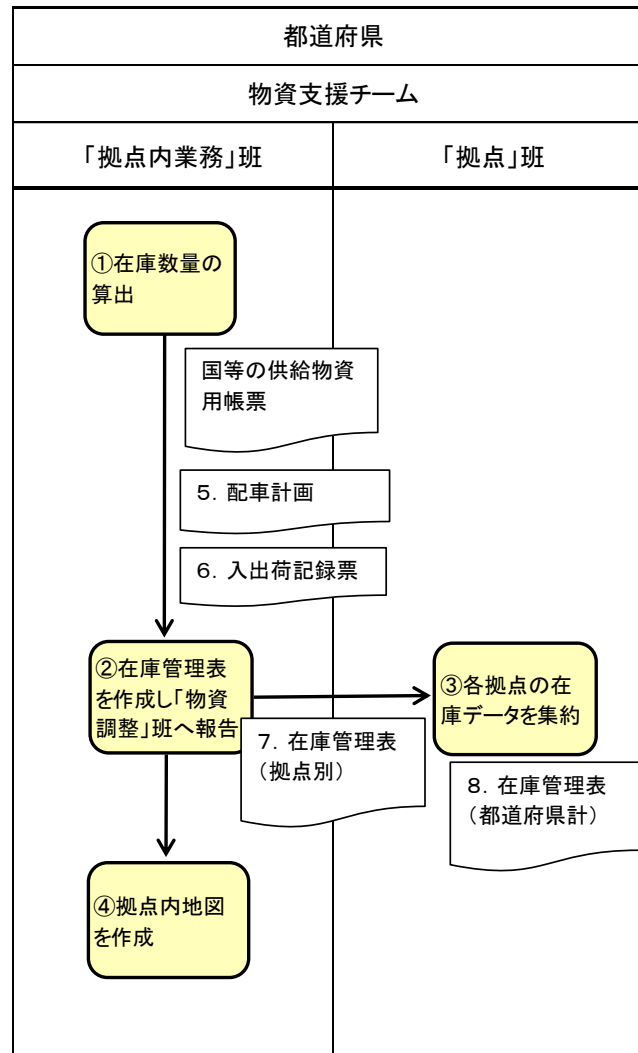 都道府県
物資支援チーム
「拠点内業務」班
「拠点」班
①在庫数量の
算出
国等の供給物資
用帳票
５．配車計画
６．入出荷記録票
②在庫管理表
を作成し「物資
調整」班へ報告
③各拠点の在
庫データを集約
７．在庫管理表
（拠点別）
８．在庫管理表
（都道府県計）
④拠点内地図
を作成